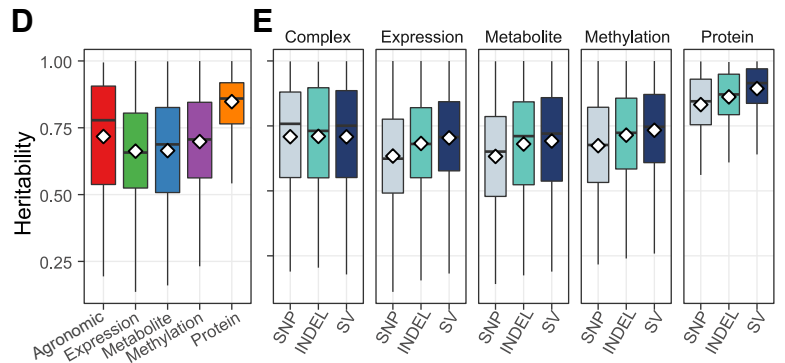 D
Heritability
1.00
0.75
0.50
0.25
Agronomic
Expression
Metabolite
Methylation
Protein
E
Complex
Expression
Metabolite
Methylation
Protein
SNP
INDEL
SV
SNP
INDEL
SV
SNP
INDEL
SV
SNP
INDEL
SV
SNP
INDEL
SV